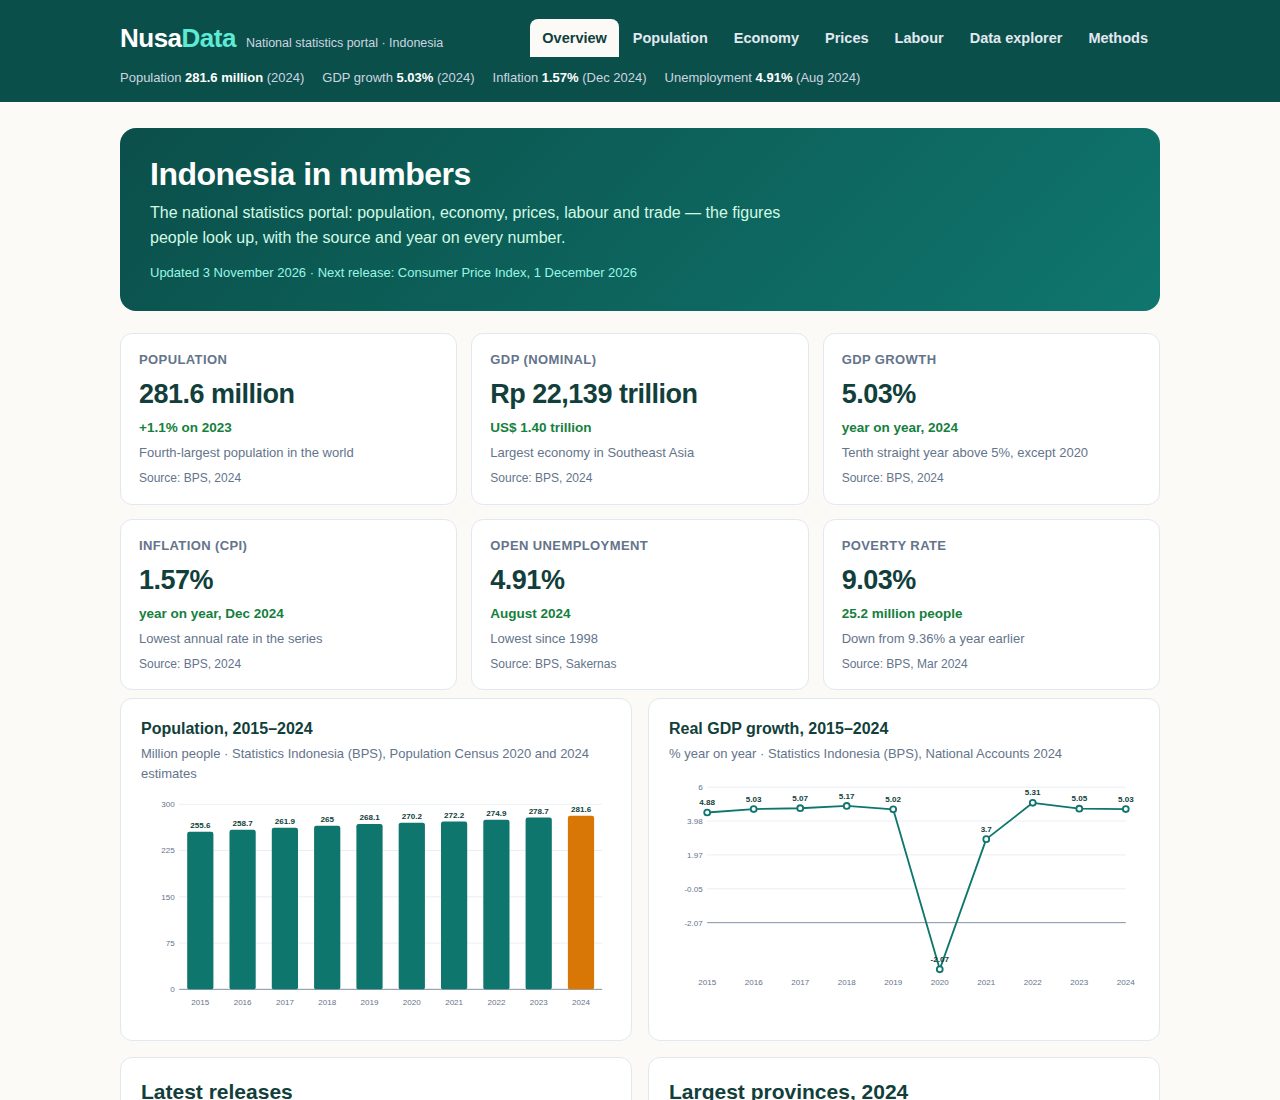 NusaData National statistics portal · Indonesia
Overview Population Economy Prices Labour Data explorer Methods
Population 281.6 million (2024) GDP growth 5.03% (2024) Inflation 1.57% (Dec 2024) Unemployment 4.91% (Aug 2024)
Indonesia in numbers
The national statistics portal: population, economy, prices, labour and trade — the figures
people look up, with the source and year on every number.
Updated 3 November 2026 · Next release: Consumer Price Index, 1 December 2026
POPULATION
281.6 million
+1.1% on 2023
Fourth-largest population in the world
Source: BPS, 2024
GDP (NOMINAL)
Rp 22,139 trillion
US$ 1.40 trillion
Largest economy in Southeast Asia
Source: BPS, 2024
GDP GROWTH
5.03%
year on year, 2024
Tenth straight year above 5%, except 2020
Source: BPS, 2024
INFLATION (CPI)
1.57%
year on year, Dec 2024
Lowest annual rate in the series
Source: BPS, 2024
OPEN UNEMPLOYMENT
4.91%
August 2024
Lowest since 1998
Source: BPS, Sakernas
POVERTY RATE
9.03%
25.2 million people
Down from 9.36% a year earlier
Source: BPS, Mar 2024
Population, 2015–2024
Million people · Statistics Indonesia (BPS), Population Census 2020 and 2024
estimates
300
225
150
75
0
255.6 258.7 261.9 265 268.1 270.2 272.2 274.9 278.7 281.6
2015 2016 2017 2018 2019 2020 2021 2022 2023 2024
Real GDP growth, 2015–2024
% year on year · Statistics Indonesia (BPS), National Accounts 2024
6
3.98
1.97
-0.05
-2.07
4.88 5.03 5.07 5.17 5.02 -2.07 3.7 5.31 5.05 5.03
2015 2016 2017 2018 2019 2020 2021 2022 2023 2024
Latest releases
Largest provinces, 2024